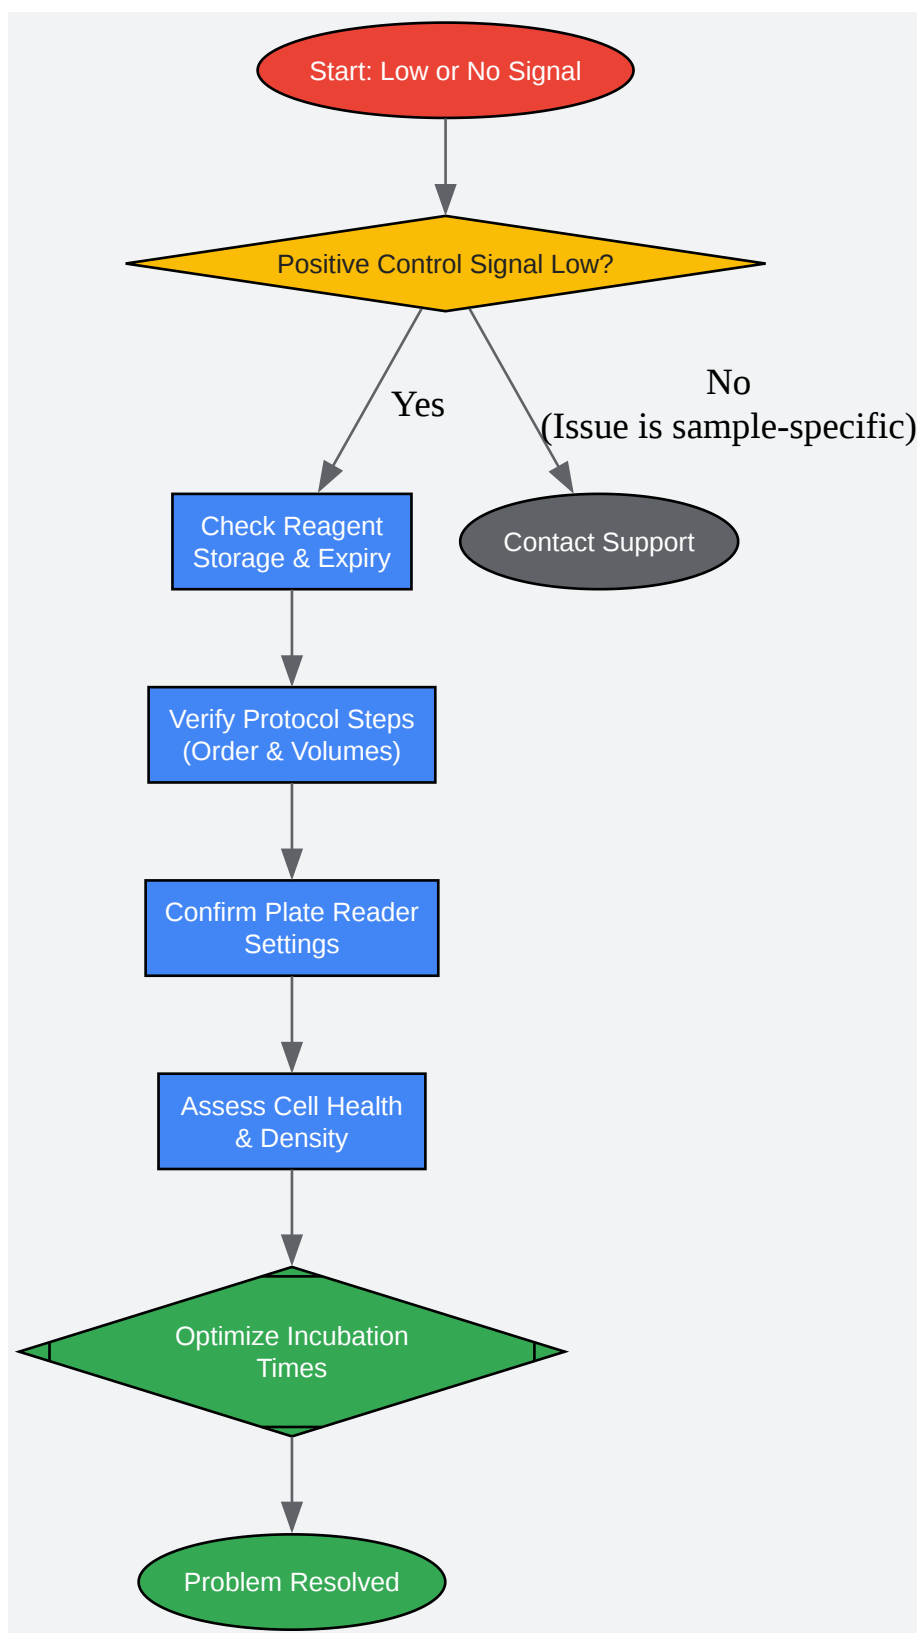 Start: Low or No Signal
Positive Control Signal Low?
Yes
No
(Issue is sample-specific)
Check Reagent
Storage & Expiry
Contact Support
Verify Protocol Steps
(Order & Volumes)
Confirm Plate Reader
Settings
Assess Cell Health
& Density
Optimize Incubation
Times
Problem Resolved